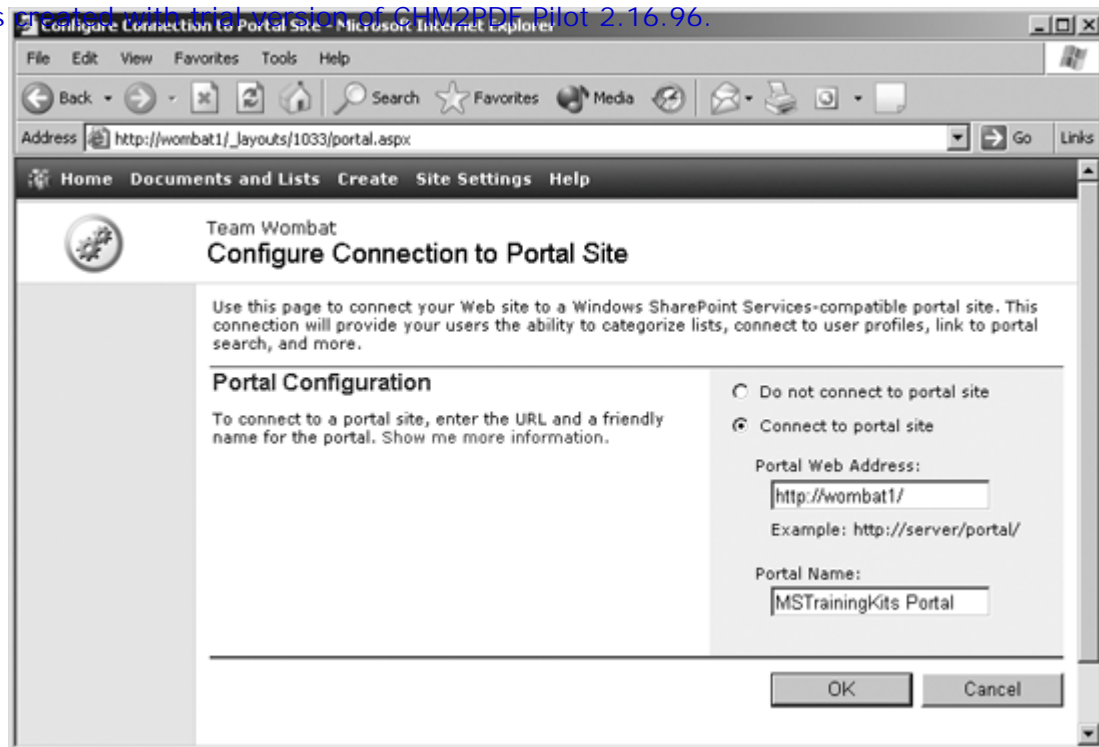 s created with trial version of CHM2PDF Pilot 2.16.96.
Configure Connection to Portal Site - Microsoft Internet Explorer
File Edit View Favorites Tools Help
Back Search Favorites Media
Address http://wombat1/_layouts/1033/portal.aspx Go Links
Home Documents and Lists Create Site Settings Help
Team Wombat
Configure Connection to Portal Site
Use this page to connect your Web site to a Windows SharePoint Services-compatible portal site. This
connection will provide your users the ability to categorize lists, connect to user profiles, link to portal
search, and more.
Portal Configuration
To connect to a portal site, enter the URL and a friendly
name for the portal. Show me more information.
Do not connect to portal site
Connect to portal site
Portal Web Address:
http://wombat1/
Example: http://server/portal/
Portal Name:
MSTrainingKits Portal
OK Cancel